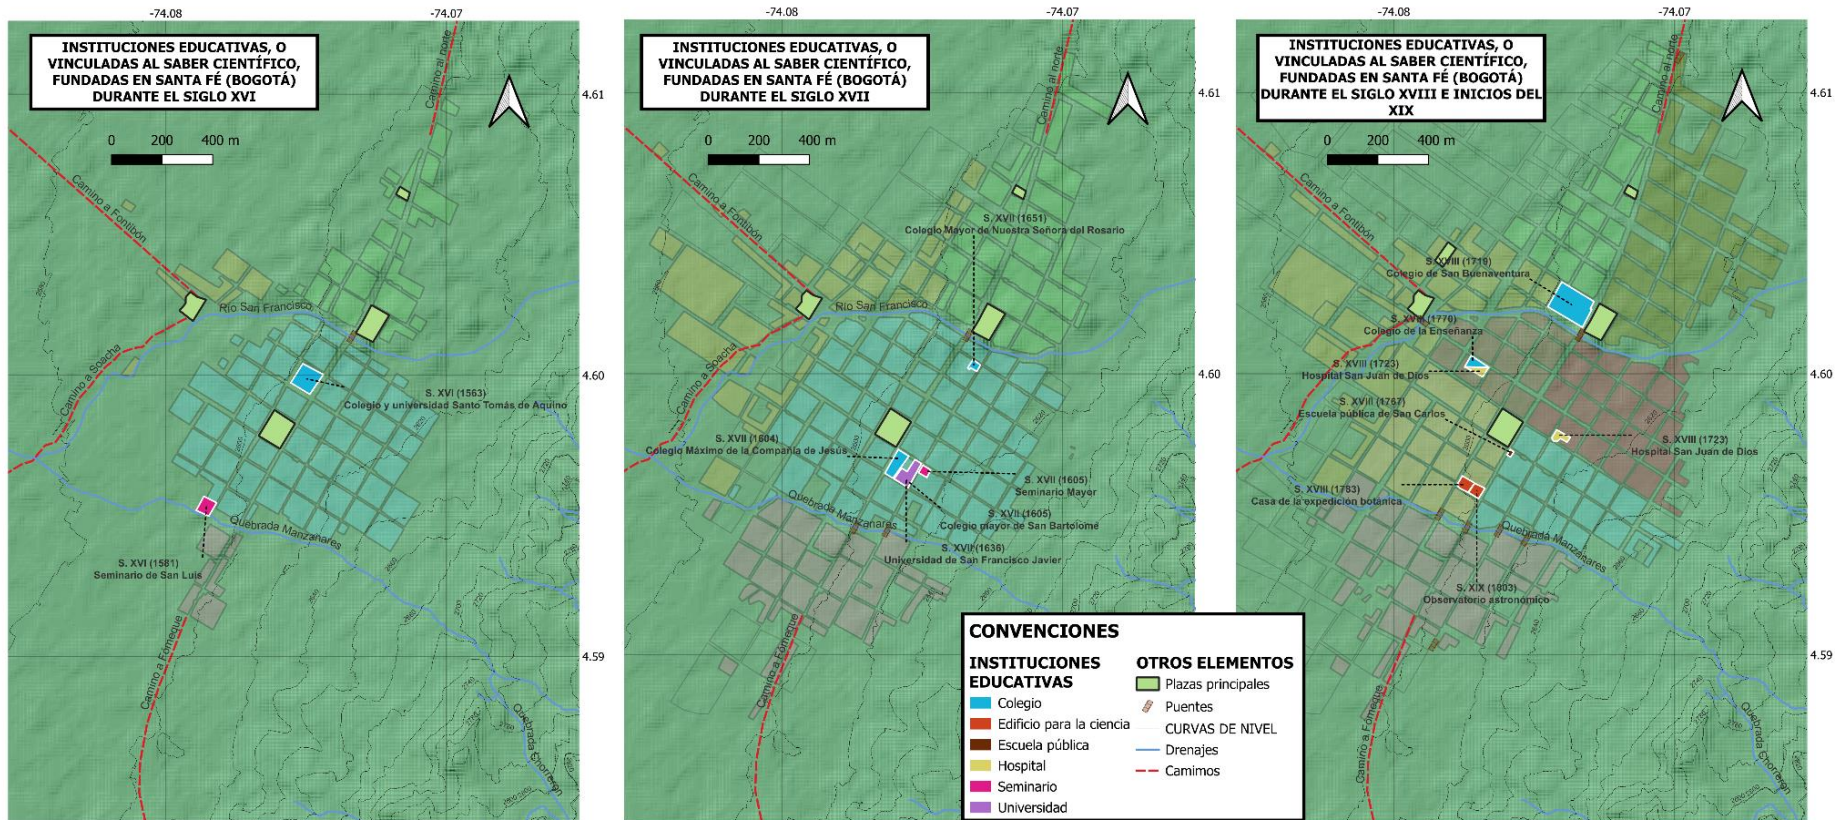 -74.08
-74.07
INSTITUCIONES EDUCATIVAS, O
VINCULADAS AL SABER CIENTÍFICO,
FUNDADAS EN SANTA FÉ (BOGOTÁ)
DURANTE EL SIGLO XVI
0 200 400 m
4.61
Camino al norte
Camino a Fontibón
Río San Francisco
Camino a Soacha
4.60
S. XVI (1563)
Colegio y universidad Santo Tomás de Aquino
Quebrada Manzanares
S. XVI (1581)
Seminario de San Luis
4.59
Camino a Fómeque
Quebrada Chorrerón
-74.08
-74.07
INSTITUCIONES EDUCATIVAS, O
VINCULADAS AL SABER CIENTÍFICO,
FUNDADAS EN SANTA FÉ (BOGOTÁ)
DURANTE EL SIGLO XVII
0 200 400 m
4.61
Camino al norte
Camino a Fontibón
S. XVII (1651)
Colegio Mayor de Nuestra Señora del Rosario
Río San Francisco
Camino a Soacha
4.60
S. XVII (1604)
Colegio Máximo de la Compañía de Jesús
S. XVII (1605)
Seminario Mayor
Quebrada Manzanares
S. XVII (1605)
Colegio mayor de San Bartolomé
S. XVII (1636)
Universidad de San Francisco Javier
Camino a Fómeque
-74.08
-74.07
INSTITUCIONES EDUCATIVAS, O
VINCULADAS AL SABER CIENTÍFICO,
FUNDADAS EN SANTA FÉ (BOGOTÁ)
DURANTE EL SIGLO XVIII E INICIOS DEL
XIX
0 200 400 m
4.61
Camino al norte
Camino a Fontibón
S. XVIII (1719)
Colegio de San Buenaventura
S. XVIII (1770)
Colegio de la Enseñanza
S. XVIII (1723)
Hospital San Juan de Dios
4.60
S. XVIII (1767)
Escuela pública de San Carlos
S. XVIII (1723)
Hospital San Juan de Dios
S. XVIII (1783)
Casa de la expedición botánica
Quebrada Manzanares
S. XIX (1803)
Observatorio astronómico
4.59
Camino a Fómeque
Quebrada Chorrerón
CONVENCIONES
INSTITUCIONES
EDUCATIVAS
Colegio
Edificio para la ciencia
Escuela pública
Hospital
Seminario
Universidad
OTROS ELEMENTOS
Plazas principales
Puentes
CURVAS DE NIVEL
Drenajes
Camimos